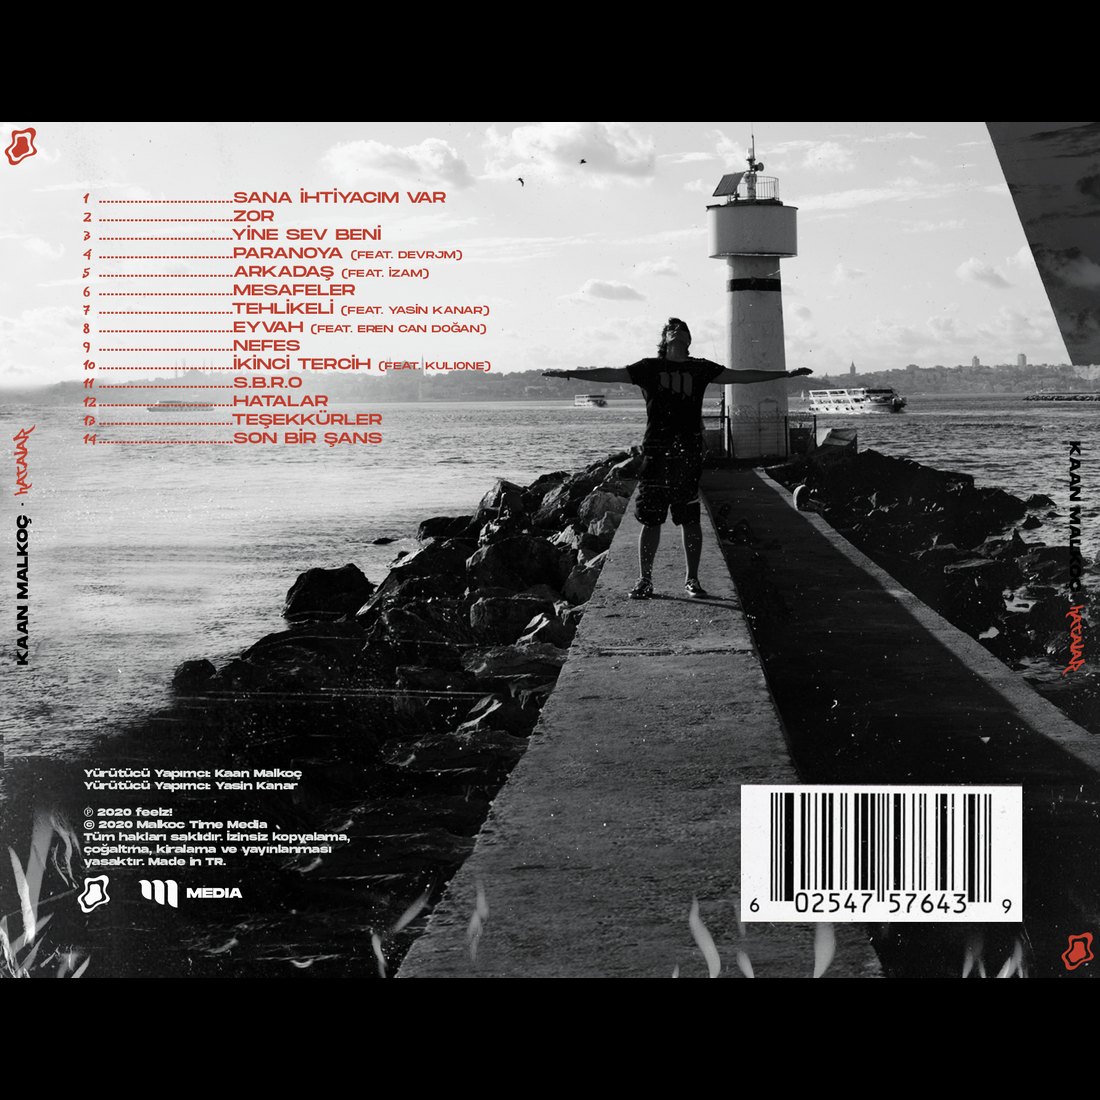 1 ................................SANA İHTİYACIM VAR
2 ................................ZOR
3 ................................YİNE SEV BENİ
4 ................................PARANOYA (FEAT. DEVRJM)
5 ................................ARKADAŞ (FEAT. İZAM)
6 ................................MESAFELER
7 ................................TEHLİKELİ (FEAT. YASİN KANAR)
8 ................................EYVAH (FEAT. EREN CAN DOĞAN)
9 ................................NEFES
10 ................................İKİNCİ TERCİH (FEAT. KULIONE)
11 ................................S.B.R.O
12 ................................HATALAR
13 ................................TEŞEKKÜRLER
14 ................................SON BİR ŞANS
KAAN MALKOÇ · HATALAR
KAAN MALKOÇ · HATALAR
Yürütücü Yapımcı: Kaan Malkoç
Yürütücü Yapımcı: Yasin Kanar
℗ 2020 feelz!
© 2020 Malkoc Time Media
Tüm hakları saklıdır. İzinsiz kopyalama,
çoğaltma, kiralama ve yayınlanması
yasaktır. Made in TR.
M MEDIA
6 02547 57643 9